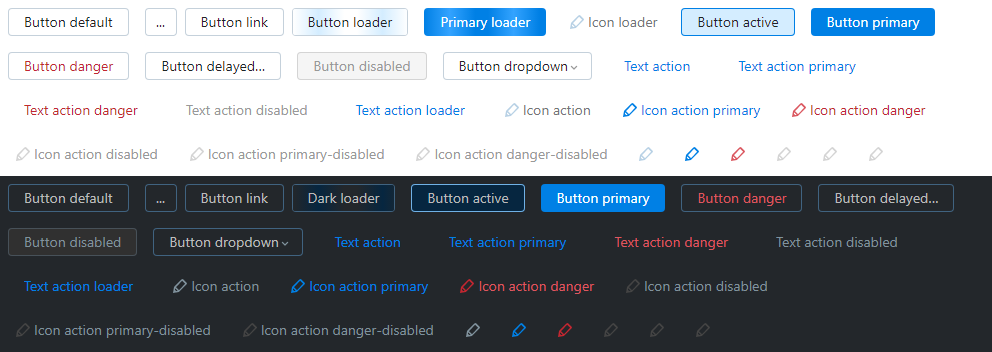 Button default ... Button link Button loader Primary loader Icon loader Button active Button primary
Button danger Button delayed... Button disabled Button dropdown Text action Text action primary
Text action danger Text action disabled Text action loader Icon action Icon action primary Icon action danger
Icon action disabled Icon action primary-disabled Icon action danger-disabled
Button default ... Button link Dark loader Button active Button primary Button danger Button delayed...
Button disabled Button dropdown Text action Text action primary Text action danger Text action disabled
Text action loader Icon action Icon action primary Icon action danger Icon action disabled
Icon action primary-disabled Icon action danger-disabled